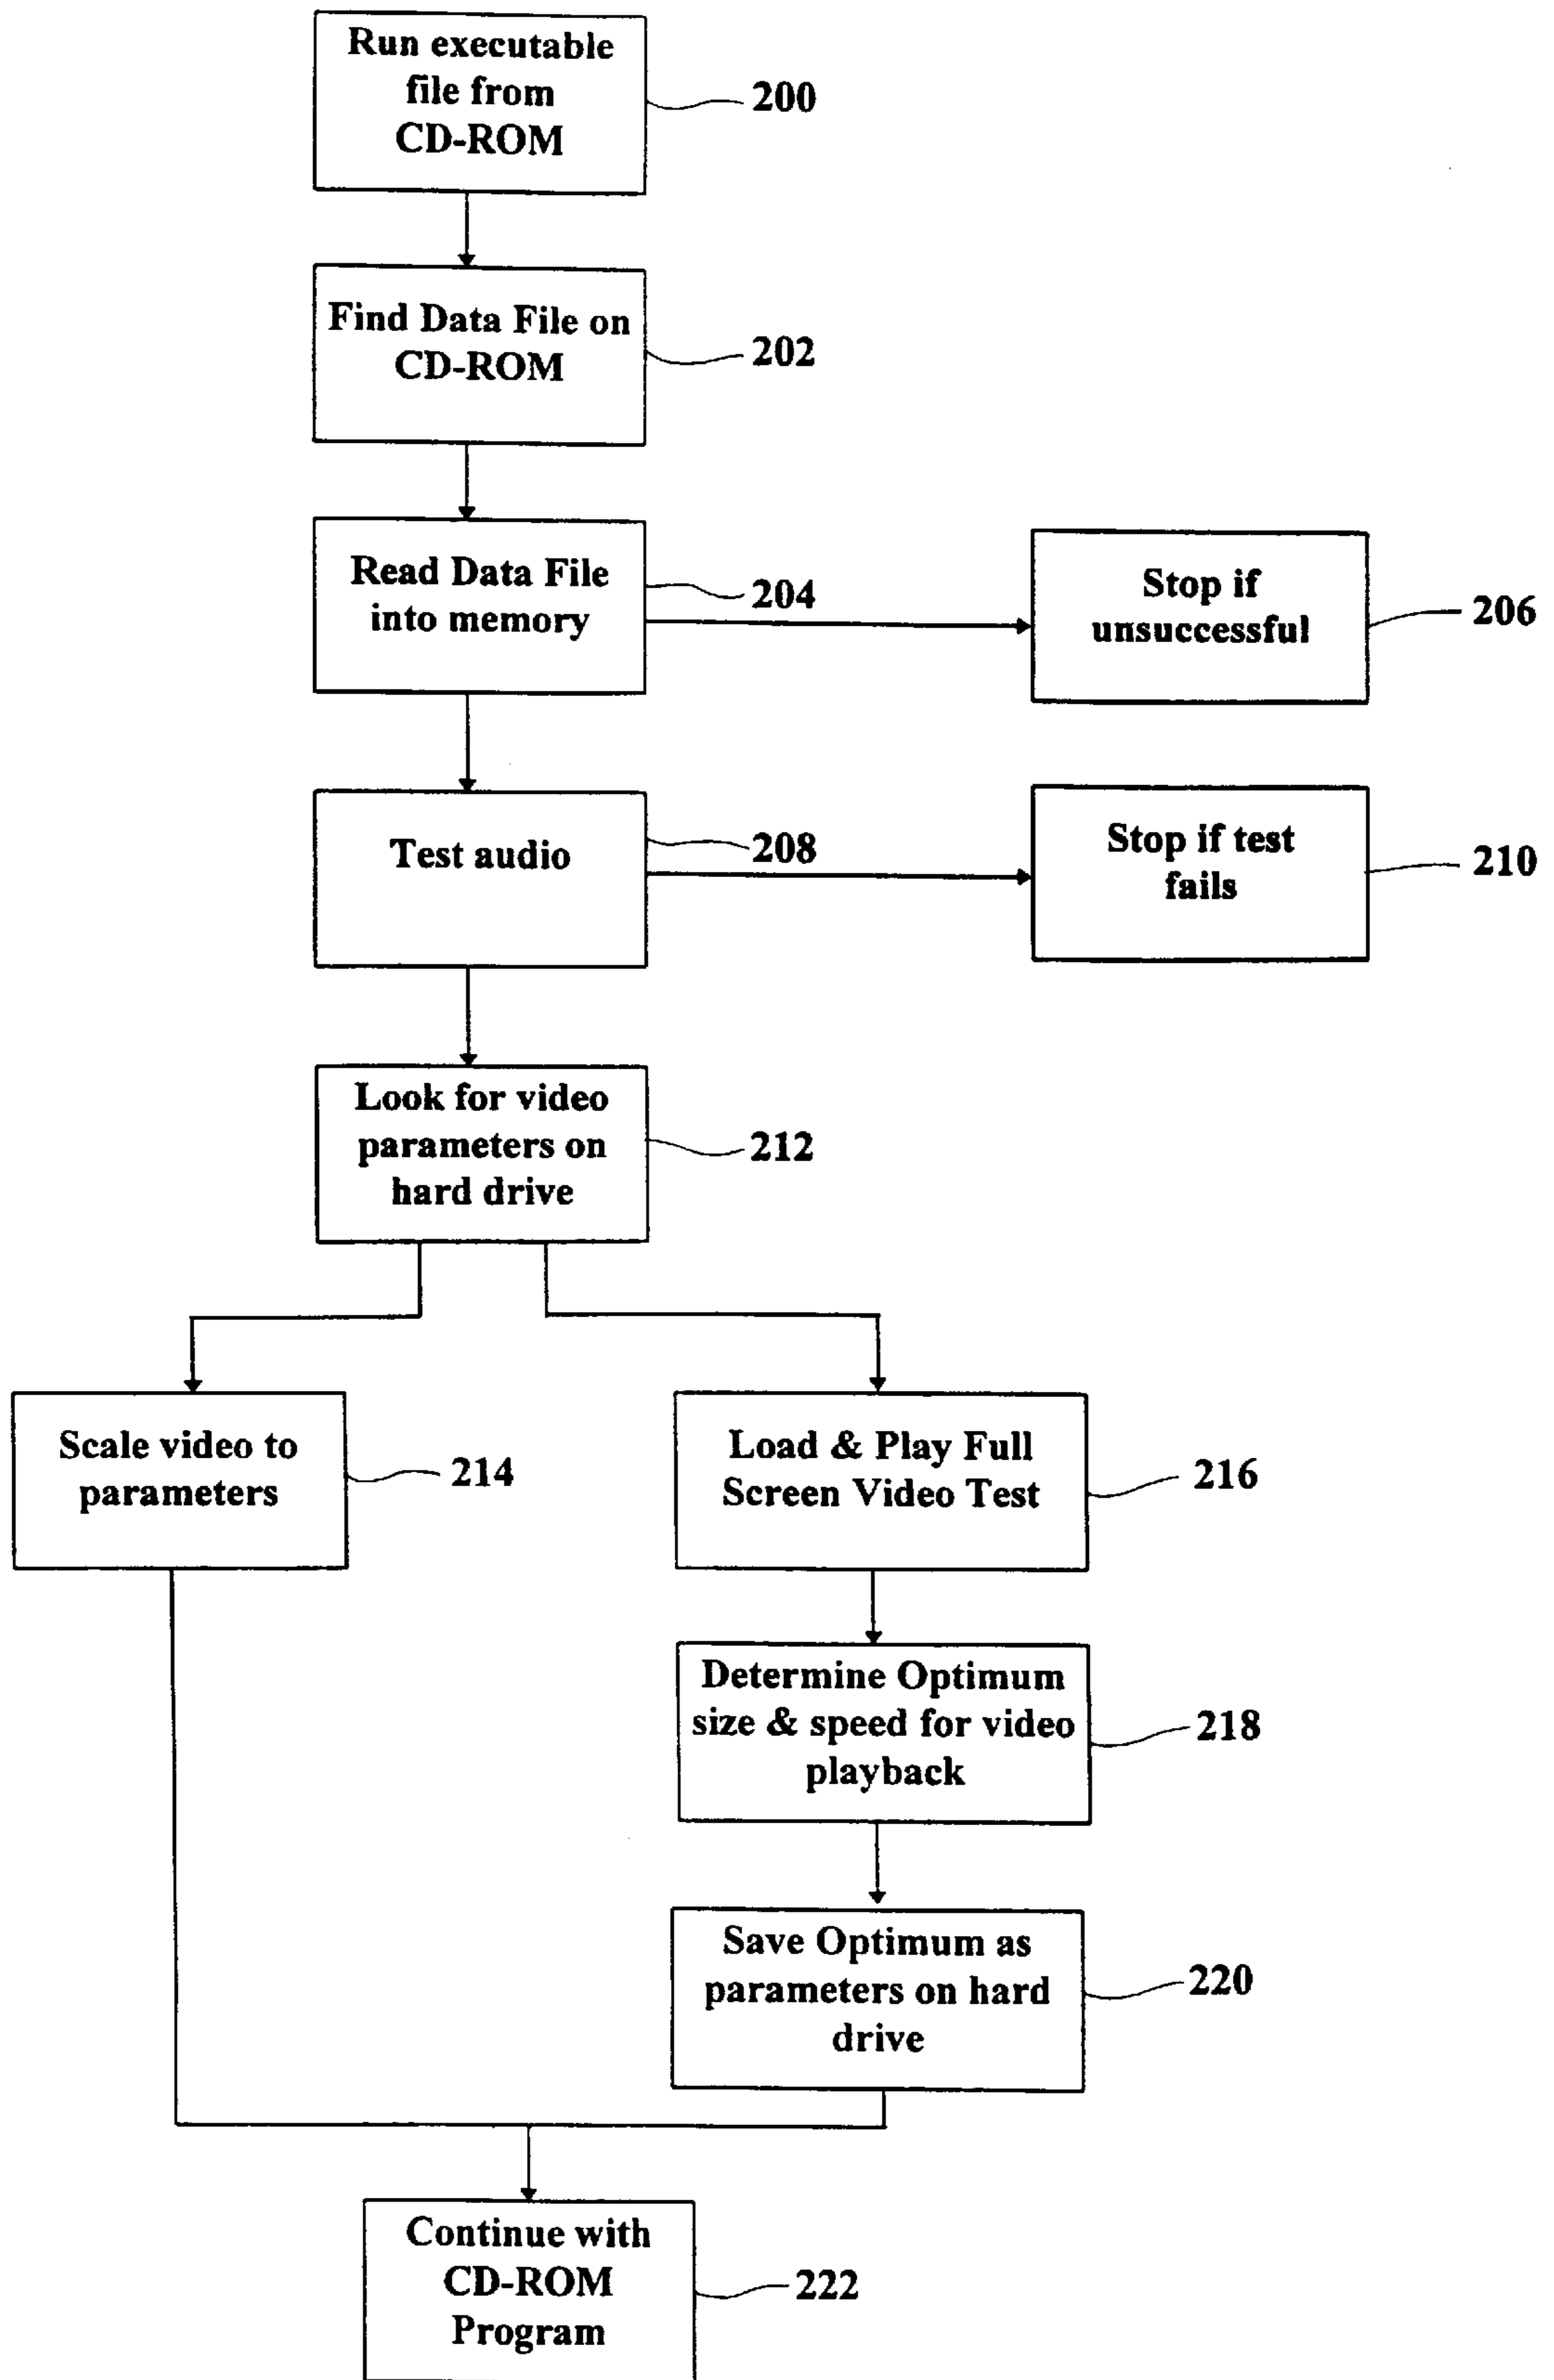 Run executable
file from
CD-ROM
200
Find Data File on
CD-ROM
202
Read Data File
into memory
204
Stop if
unsuccessful
206
Test audio
208
Stop if test
fails
210
Look for video
parameters on
hard drive
212
Scale video to
parameters
214
Load & Play Full
Screen Video Test
216
Determine Optimum
size & speed for video
playback
218
Save Optimum as
parameters on hard
drive
220
Continue with
CD-ROM
Program
222